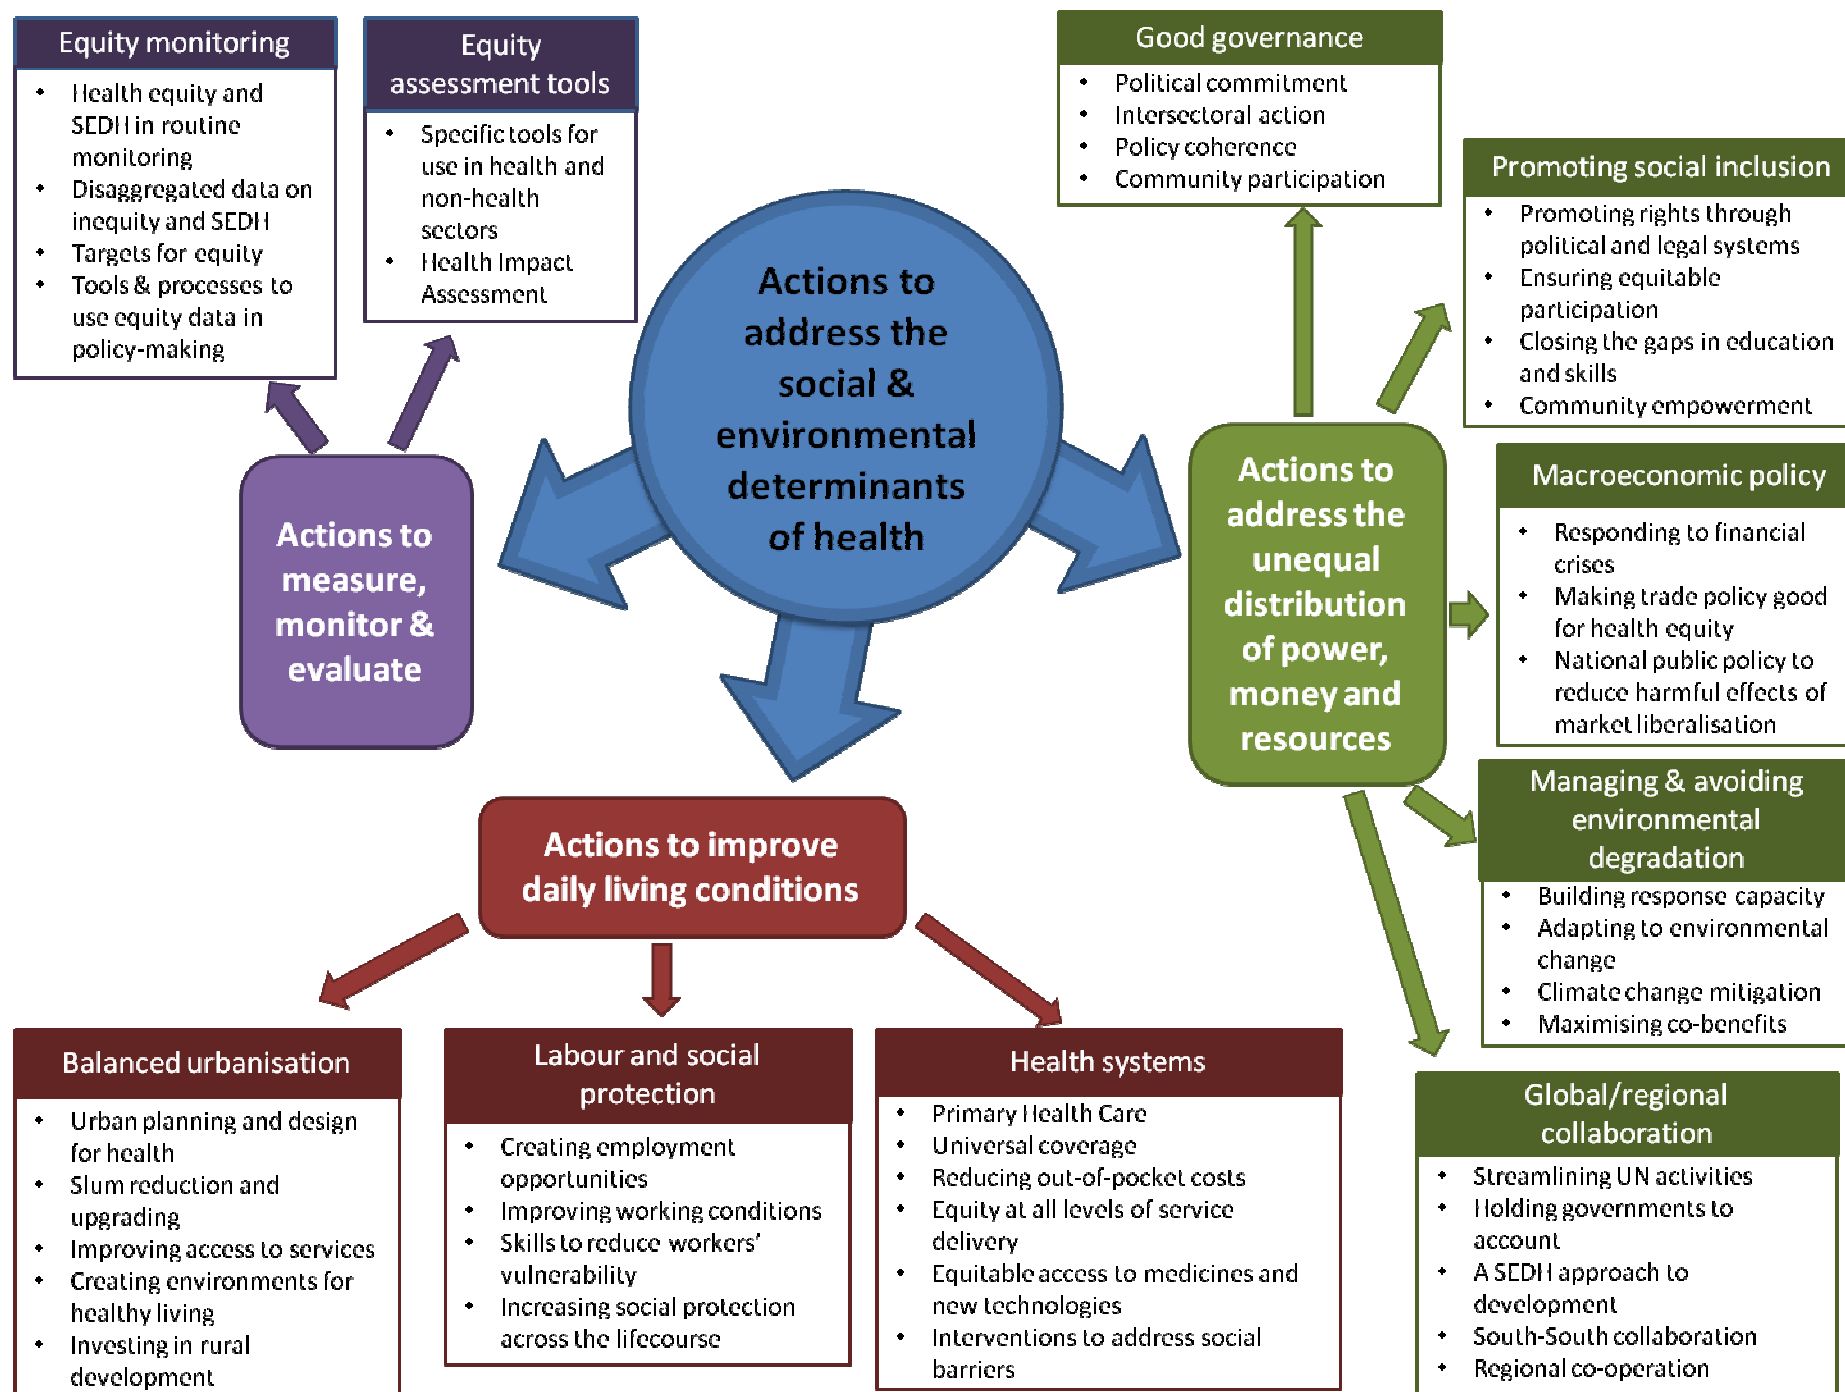 Equity monitoring
• Health equity and
SEDH in routine
monitoring
• Disaggregated data on
inequity and SEDH
• Targets for equity
• Tools & processes to
use equity data in
policy-making
Equity
assessment tools
• Specific tools for
use in health and
non-health
sectors
• Health Impact
Assessment
Actions to
address the
social &
environmental
determinants
of health
Good governance
• Political commitment
• Intersectoral action
• Policy coherence
• Community participation
Promoting social inclusion
• Promoting rights through
political and legal systems
• Ensuring equitable
participation
• Closing the gaps in education
and skills
• Community empowerment
Actions to
measure,
monitor &
evaluate
Actions to
address the
unequal
distribution
of power,
money and
resources
Macroeconomic policy
• Responding to financial
crises
• Making trade policy good
for health equity
• National public policy to
reduce harmful effects of
market liberalisation
Managing & avoiding
environmental
degradation
• Building response capacity
• Adapting to environmental
change
• Climate change mitigation
• Maximising co-benefits
Actions to improve
daily living conditions
Balanced urbanisation
• Urban planning and design
for health
• Slum reduction and
upgrading
• Improving access to services
• Creating environments for
healthy living
• Investing in rural
development
Labour and social
protection
• Creating employment
opportunities
• Improving working conditions
• Skills to reduce workers’
vulnerability
• Increasing social protection
across the lifecourse
Health systems
• Primary Health Care
• Universal coverage
• Reducing out-of-pocket costs
• Equity at all levels of service
delivery
• Equitable access to medicines and
new technologies
• Interventions to address social
barriers
Global/regional
collaboration
• Streamlining UN activities
• Holding governments to
account
• A SEDH approach to
development
• South-South collaboration
• Regional co-operation